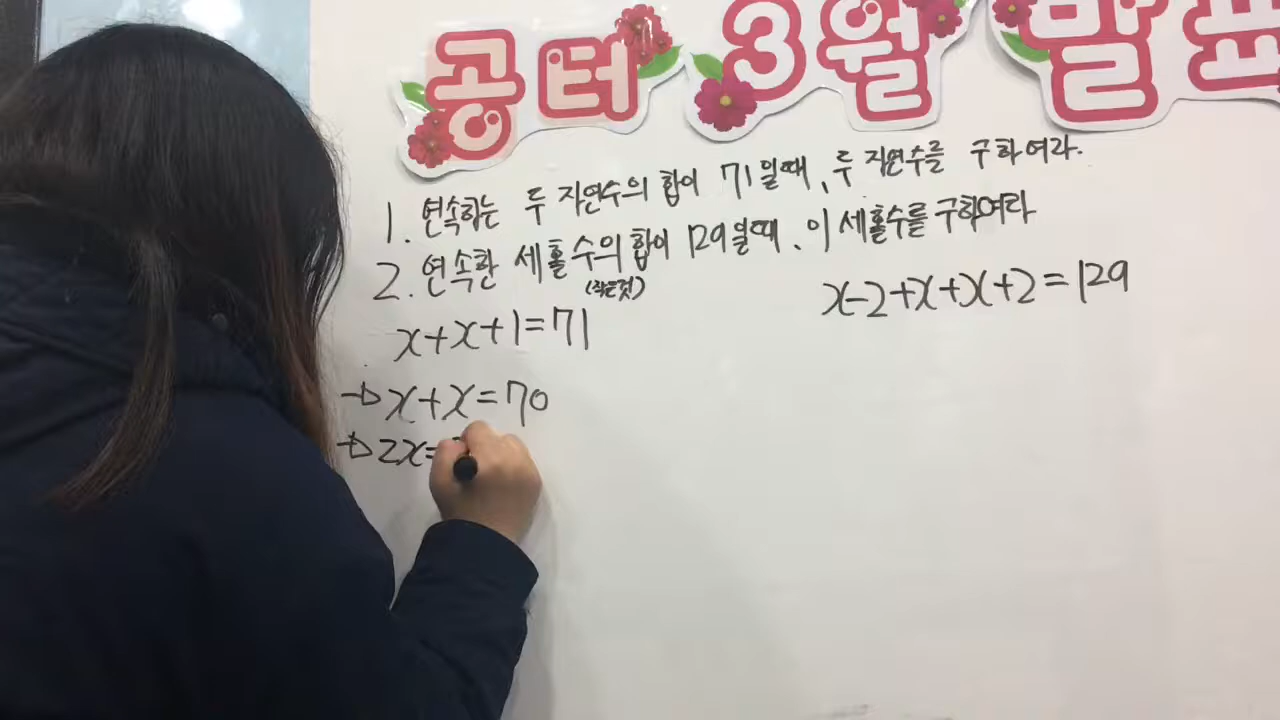 공터 3월 발표
1. 연속하는 두 자연수의 합이 71일때, 두 자연수를 구하여라.
2. 연속한 세홀수의 합이 129일때, 이 세홀수를구하여라
(작은것)
x+x+1=71
x-2+x+x+2=129
→x+x=70
→2x=